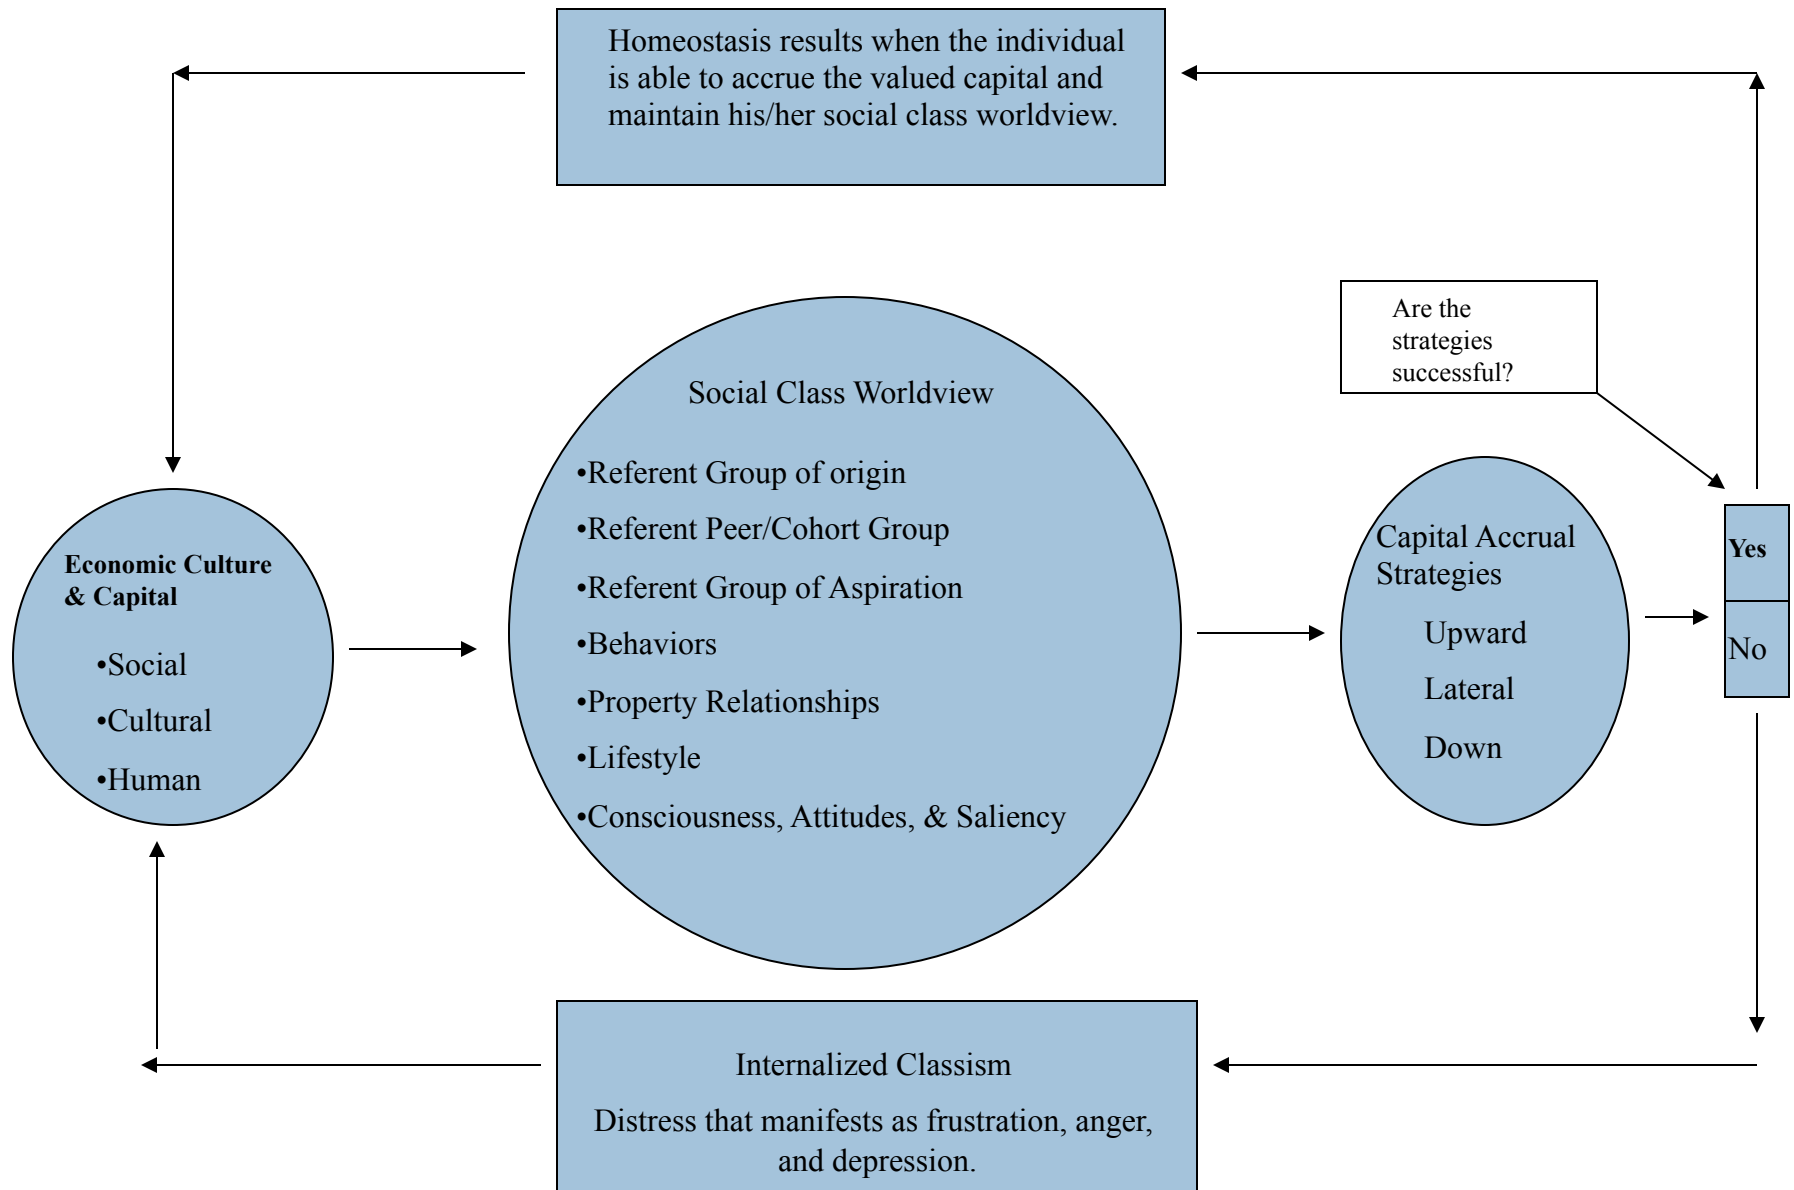 Homeostasis results when the individual
is able to accrue the valued capital and
maintain his/her social class worldview.
Are the
strategies
successful?
Social Class Worldview
•Referent Group of origin
•Referent Peer/Cohort Group
•Referent Group of Aspiration
•Behaviors
•Property Relationships
•Lifestyle
•Consciousness, Attitudes, & Saliency
Economic Culture
& Capital
•Social
•Cultural
•Human
Capital Accrual
Strategies
Upward
Lateral
Down
Yes
No
Internalized Classism
Distress that manifests as frustration, anger,
and depression.